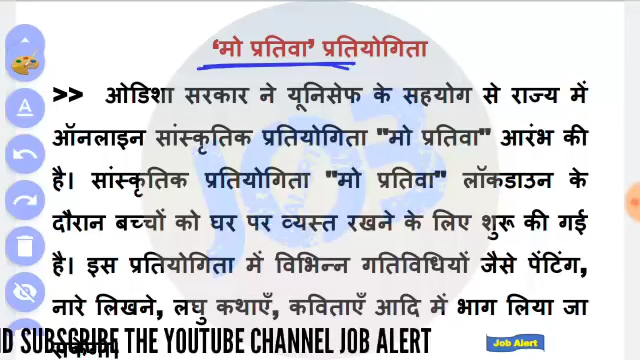 ‘मो प्रतिवा’ प्रतियोगिता
>> ओडिशा सरकार ने यूनिसेफ के सहयोग से राज्य में
ऑनलाइन सांस्कृतिक प्रतियोगिता "मो प्रतिवा" आरंभ की
है। सांस्कृतिक प्रतियोगिता "मो प्रतिवा" लॉकडाउन के
दौरान बच्चों को घर पर व्यस्त रखने के लिए शुरू की गई
है। इस प्रतियोगिता में विभिन्न गतिविधियों जैसे पेंटिंग,
नारे लिखने, लघु कथाएँ, कविताएँ आदि में भाग लिया जा
SUBSCRIBE THE YOUTUBE CHANNEL JOB ALERT
Job Alert
JOB